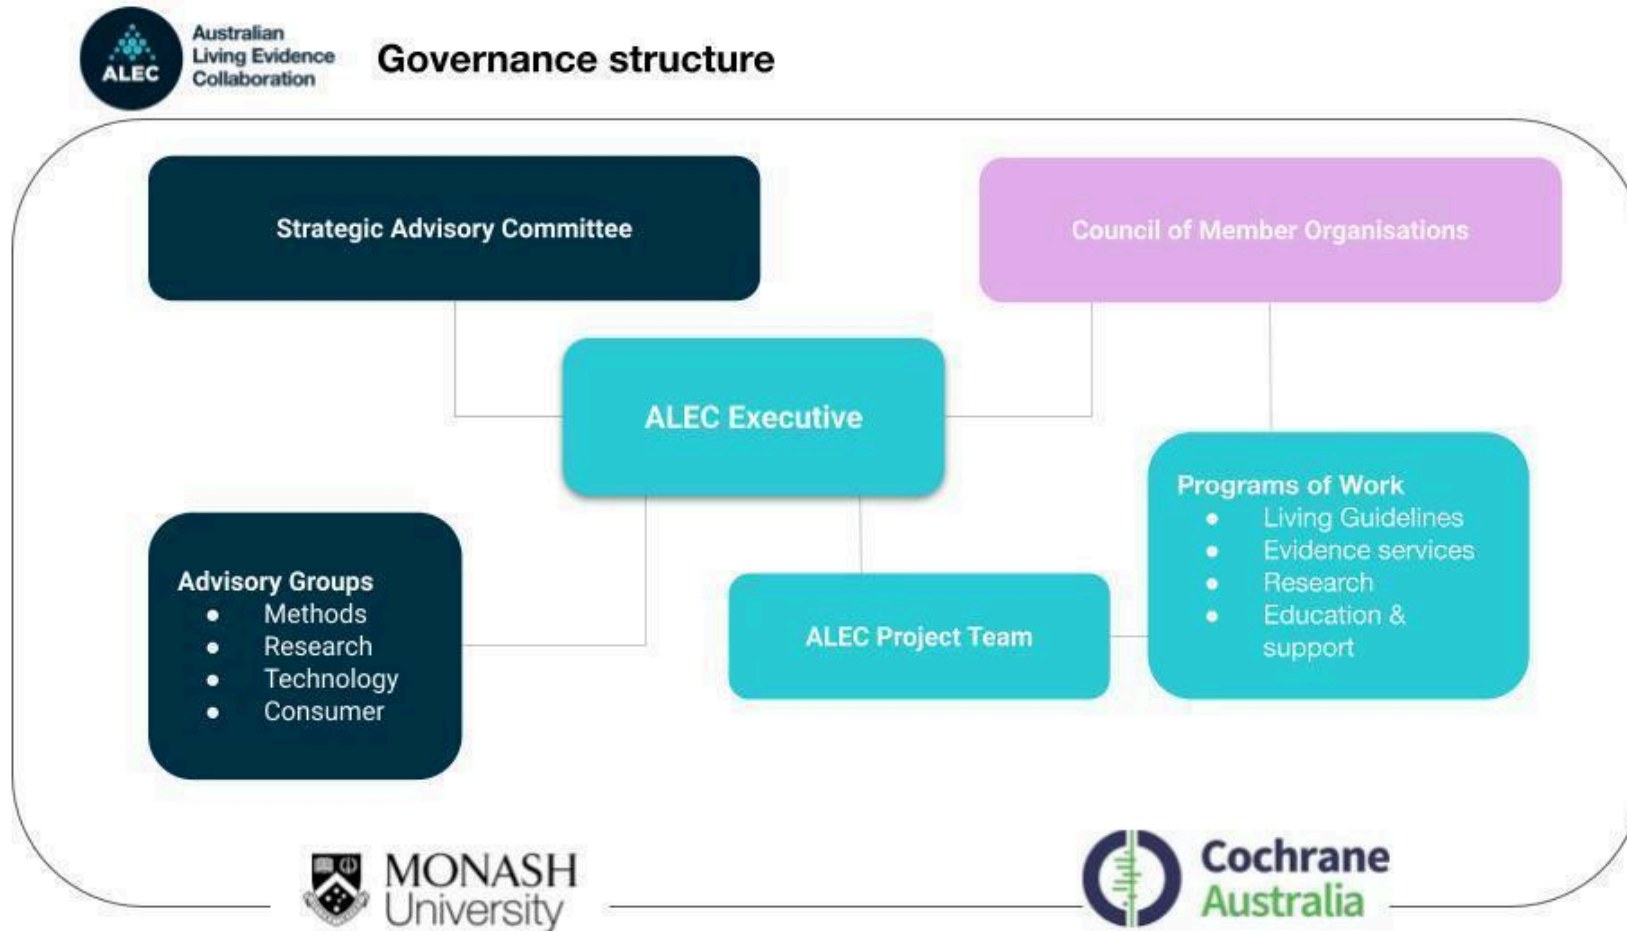 ALEC
Australian
Living Evidence
Collaboration
Governance structure
Strategic Advisory Committee
Council of Member Organisations
ALEC Executive
Programs of Work
● Living Guidelines
● Evidence services
● Research
● Education &
support
Advisory Groups
● Methods
● Research
● Technology
● Consumer
ALEC Project Team
MONASH
University
Cochrane
Australia